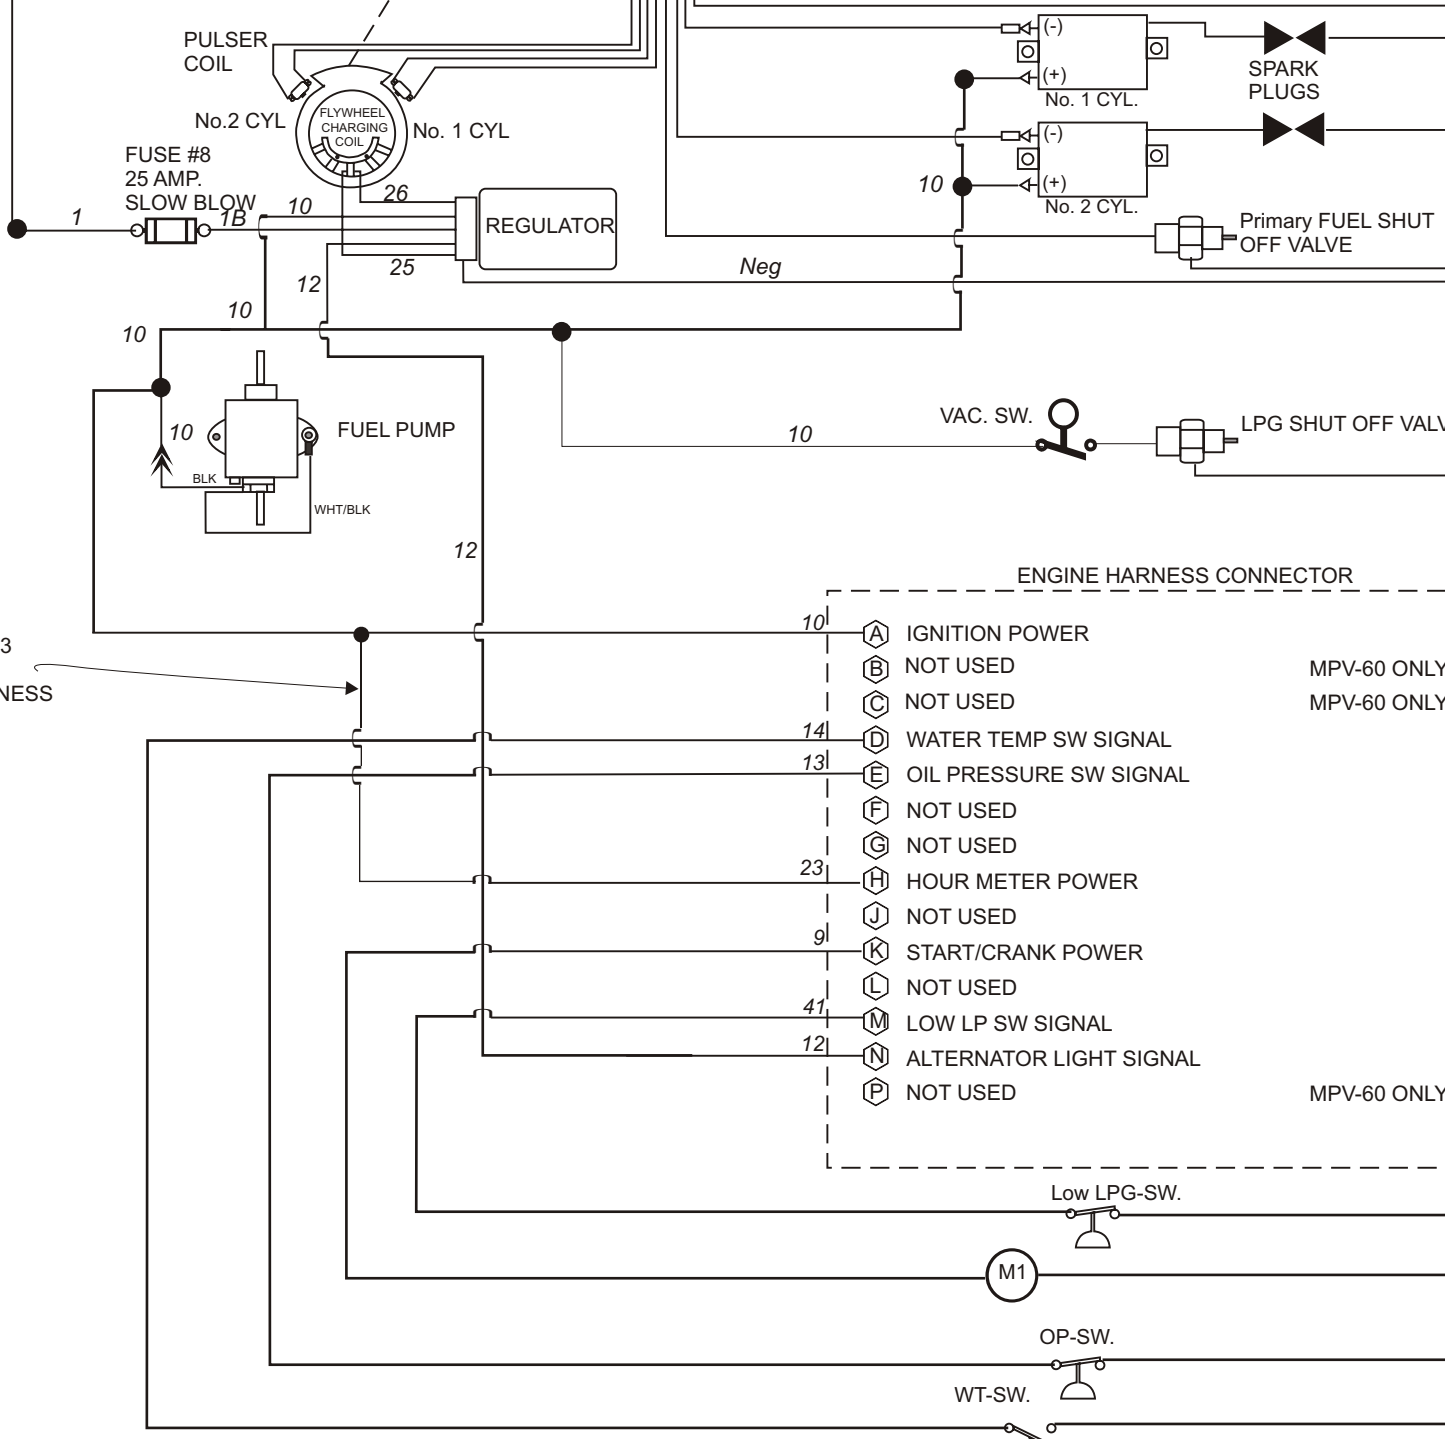 PULSER
COIL
(-)
SPARK
PLUGS
(+)
No. 1 CYL.
No.2 CYL
FLYWHEEL
CHARGING
COIL
No. 1 CYL
(-)
FUSE #8
25 AMP.
SLOW BLOW
10
(+)
No. 2 CYL.
26
1
1B
10
REGULATOR
Primary FUEL SHUT
OFF VALVE
25
Neg
12
10
10
VAC. SW.
LPG SHUT OFF VALV
10
FUEL PUMP
10
BLK
WHT/BLK
12
ENGINE HARNESS CONNECTOR
10 A IGNITION POWER
3
B NOT USED MPV-60 ONLY
NESS
C NOT USED MPV-60 ONLY
14 D WATER TEMP SW SIGNAL
13 E OIL PRESSURE SW SIGNAL
F NOT USED
G NOT USED
23 H HOUR METER POWER
J NOT USED
9 K START/CRANK POWER
L NOT USED
41 M LOW LP SW SIGNAL
12 N ALTERNATOR LIGHT SIGNAL
P NOT USED MPV-60 ONLY
Low LPG-SW.
M1
OP-SW.
WT-SW.